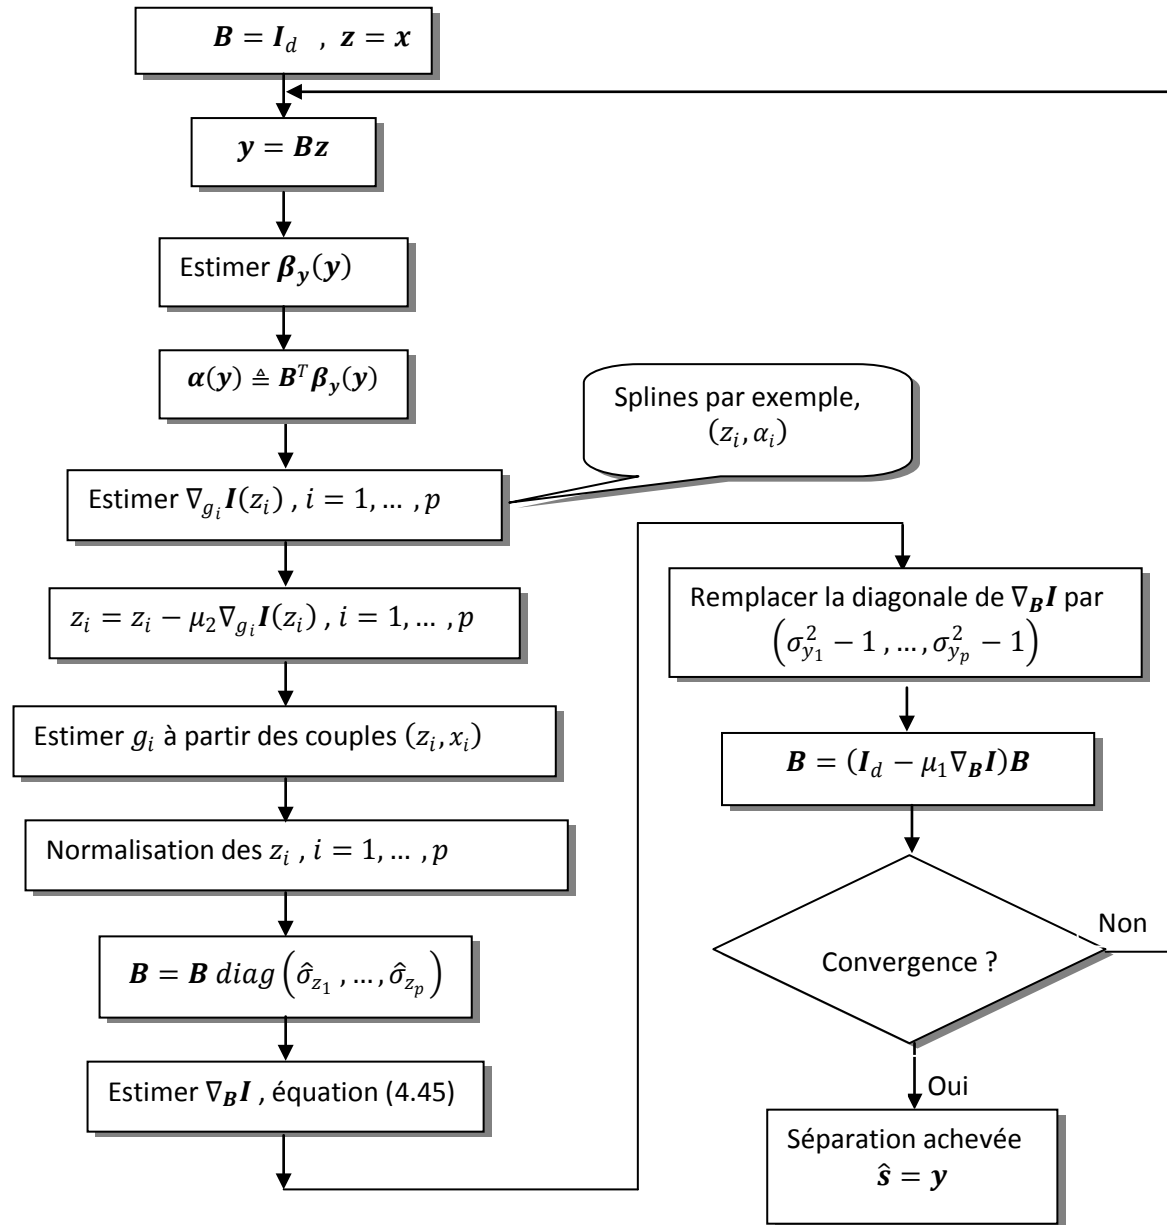 B = I_d , z = x
y = Bz
Estimer β_y(y)
α(y) ≜ B^T β_y(y)
Splines par exemple,
(z_i, α_i)
Estimer ∇_{g_i} I(z_i) , i = 1, … , p
z_i = z_i − μ_2 ∇_{g_i} I(z_i) , i = 1, … , p
Estimer g_i à partir des couples (z_i, x_i)
Normalisation des z_i , i = 1, … , p
B = B diag(σ̂_{z_1} , … , σ̂_{z_p})
Estimer ∇_B I , équation (4.45)
Remplacer la diagonale de ∇_B I par
(σ²_{y_1} − 1 , … , σ²_{y_p} − 1)
B = (I_d − μ_1 ∇_B I)B
Convergence ?
Non
Oui
Séparation achevée
ŝ = y